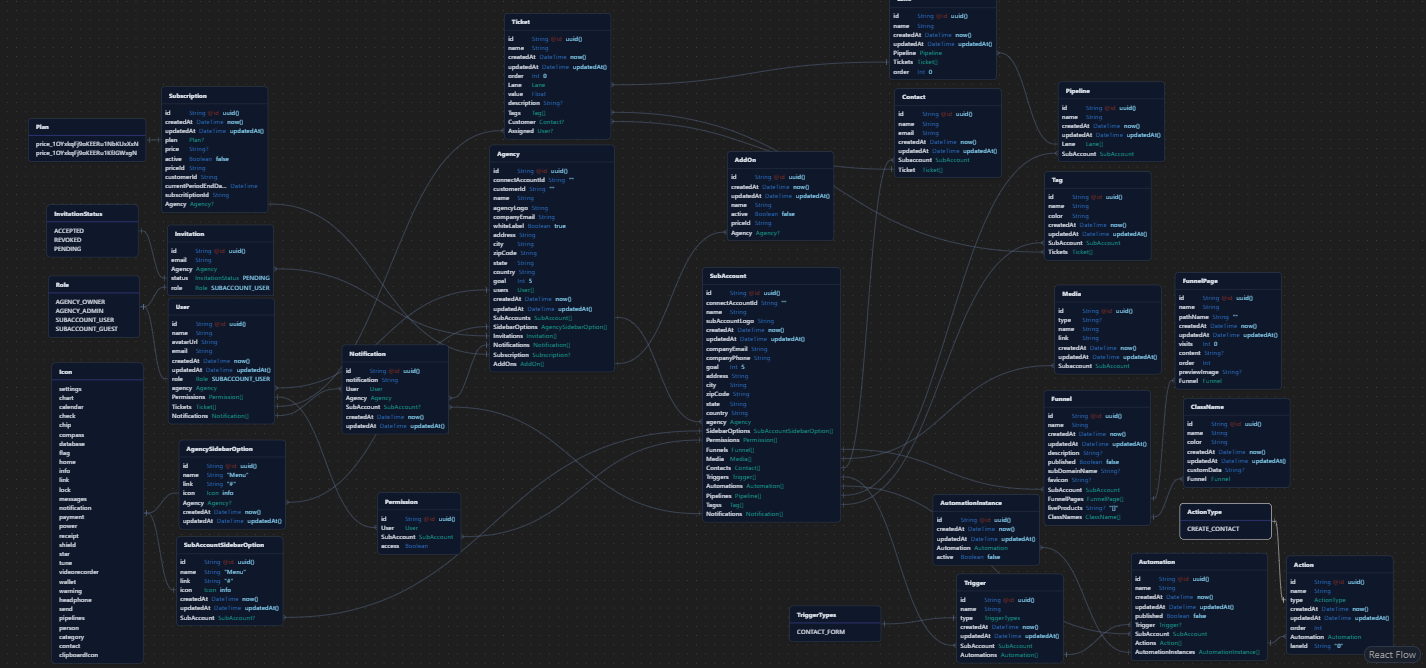 Ticket
id String @id uuid()
name String
createdAt DateTime now()
updatedAt DateTime updatedAt()
order Int 0
Lane Lane
value Float
description String?
Tags Tag[]
Customer Contact?
Assigned User?
id String @id uuid()
name String
createdAt DateTime now()
updatedAt DateTime updatedAt()
Pipeline Pipeline
Tickets Ticket[]
order Int 0
Subscription
id String @id uuid()
createdAt DateTime now()
updatedAt DateTime updatedAt()
plan Plan?
price String?
active Boolean false
priceId String
customerId String
currentPeriodEndDa... DateTime
subscritiptionId String
Agency Agency?
Contact
id String @id uuid()
name String
email String
createdAt DateTime now()
updatedAt DateTime updatedAt()
Subaccount SubAccount
Ticket Ticket[]
Pipeline
id String @id uuid()
name String
createdAt DateTime now()
updatedAt DateTime updatedAt()
Lane Lane[]
SubAccount SubAccount
Plan
Agency
id String @id uuid()
connectAccountId String ""
customerId String ""
name String
agencyLogo String
companyEmail String
whiteLabel Boolean true
address String
city String
zipCode String
state String
country String
goal Int 5
users User[]
createdAt DateTime now()
updatedAt DateTime updatedAt()
SubAccounts SubAccount[]
SidebarOptions AgencySidebarOption[]
Invitations Invitation[]
Notifications Notification[]
Subscription Subscription?
AddOns AddOn[]
AddOn
id String @id uuid()
createdAt DateTime now()
updatedAt DateTime updatedAt()
name String
active Boolean false
priceId String
Agency Agency?
Tag
id String @id uuid()
name String
color String
createdAt DateTime now()
updatedAt DateTime updatedAt()
SubAccount SubAccount
Tickets Ticket[]
InvitationStatus
ACCEPTED
REVOKED
PENDING
Invitation
id String @id uuid()
email String
Agency Agency
status InvitationStatus PENDING
role Role SUBACCOUNT_USER
Role
AGENCY_OWNER
AGENCY_ADMIN
SUBACCOUNT_USER
SUBACCOUNT_GUEST
User
id String @id uuid()
name String
avatarUrl String
email String
createdAt DateTime now()
updatedAt DateTime updatedAt()
role Role SUBACCOUNT_USER
agency Agency
Permissions Permission[]
Tickets Ticket[]
Notifications Notification[]
Notification
id String @id uuid()
notification String
User User
Agency Agency
SubAccount SubAccount?
createdAt DateTime now()
updatedAt DateTime updatedAt()
SubAccount
id String @id uuid()
connectAccountId String ""
name String
subAccountLogo String
createdAt DateTime now()
updatedAt DateTime updatedAt()
companyEmail String
companyPhone String
goal Int 5
address String
city String
zipCode String
state String
country String
agency Agency
SidebarOptions SubAccountSidebarOption[]
Permissions Permission[]
Funnels Funnel[]
Media Media[]
Contacts Contact[]
Triggers Trigger[]
Automations Automation[]
Pipelines Pipeline[]
Tagss Tag[]
Notifications Notification[]
Media
id String @id uuid()
type String?
name String
link String
createdAt DateTime now()
updatedAt DateTime updatedAt()
Subaccount SubAccount
FunnelPage
id String @id uuid()
name String
pathName String ""
createdAt DateTime now()
updatedAt DateTime updatedAt()
visits Int 0
content String?
order Int
previewImage String?
Funnel Funnel
Icon
settings
chart
calendar
check
chip
compass
database
flag
home
info
link
lock
messages
notification
payment
power
receipt
shield
star
tune
videorecorder
wallet
warning
headphone
send
pipelines
person
category
contact
clipboardIcon
Funnel
id String @id uuid()
name String
createdAt DateTime now()
updatedAt DateTime updatedAt()
description String?
published Boolean false
subDomainName String?
favicon String?
SubAccount SubAccount
FunnelPages FunnelPage[]
liveProducts String? "[]"
ClassNames ClassName[]
ClassName
id String @id uuid()
name String
color String
createdAt DateTime now()
updatedAt DateTime updatedAt()
customData String?
Funnel Funnel
AgencySidebarOption
id String @id uuid()
name String "Menu"
link String "#"
icon Icon info
Agency Agency?
createdAt DateTime now()
updatedAt DateTime updatedAt()
Permission
id String @id uuid()
User User
SubAccount SubAccount
access Boolean
AutomationInstance
id String @id uuid()
createdAt DateTime now()
updatedAt DateTime updatedAt()
Automation Automation
active Boolean false
ActionType
CREATE_CONTACT
SubAccountSidebarOption
id String @id uuid()
name String "Menu"
link String "#"
icon Icon info
createdAt DateTime now()
updatedAt DateTime updatedAt()
SubAccount SubAccount?
TriggerTypes
CONTACT_FORM
Trigger
id String @id uuid()
name String
type TriggerTypes
createdAt DateTime now()
updatedAt DateTime updatedAt()
SubAccount SubAccount
Automations Automation[]
Automation
id String @id uuid()
name String
createdAt DateTime now()
updatedAt DateTime updatedAt()
published Boolean false
Trigger Trigger?
SubAccount SubAccount
Actions Action[]
AutomationInstances AutomationInstance[]
Action
id String @id uuid()
name String
type ActionType
createdAt DateTime now()
updatedAt DateTime updatedAt()
order Int
Automation Automation
laneId String "0"
React Flow